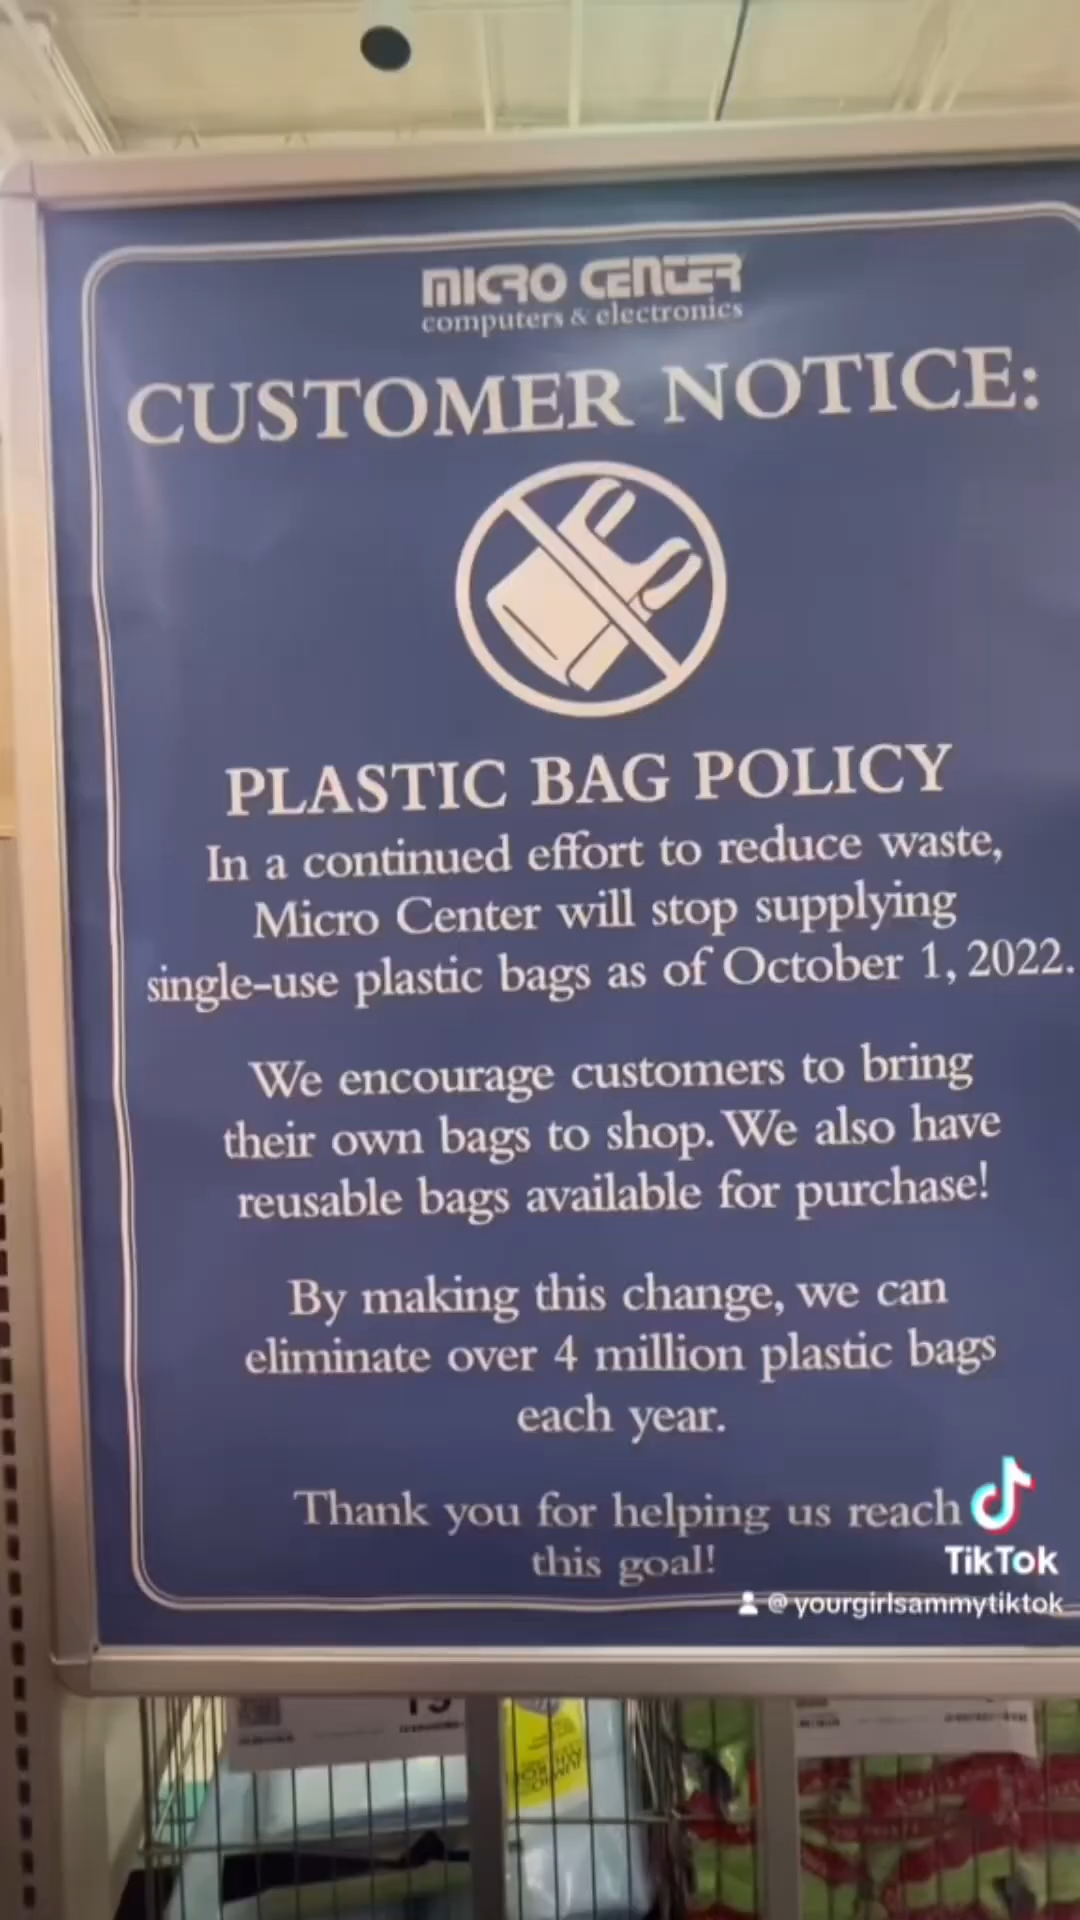 MICRO CENTER
computers & electronics
CUSTOMER NOTICE:
PLASTIC BAG POLICY
In a continued effort to reduce waste,
Micro Center will stop supplying
single-use plastic bags as of October 1, 2022.
We encourage customers to bring
their own bags to shop. We also have
reusable bags available for purchase!
By making this change, we can
eliminate over 4 million plastic bags
each year.
Thank you for helping us reach
this goal!
TikTok
@yourgirlsammytiktok